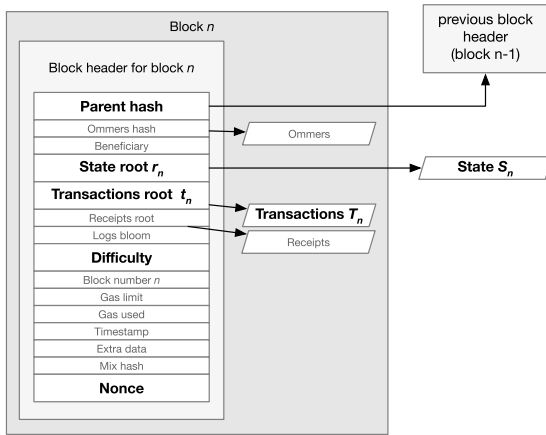 Block n
previous block
header
(block n-1)
Block header for block n
Parent hash
Ommers hash
Ommers
Beneficiary
State root rn
State Sn
Transactions root tn
Transactions Tn
Receipts root
Receipts
Logs bloom
Difficulty
Block number n
Gas limit
Gas used
Timestamp
Extra data
Mix hash
Nonce